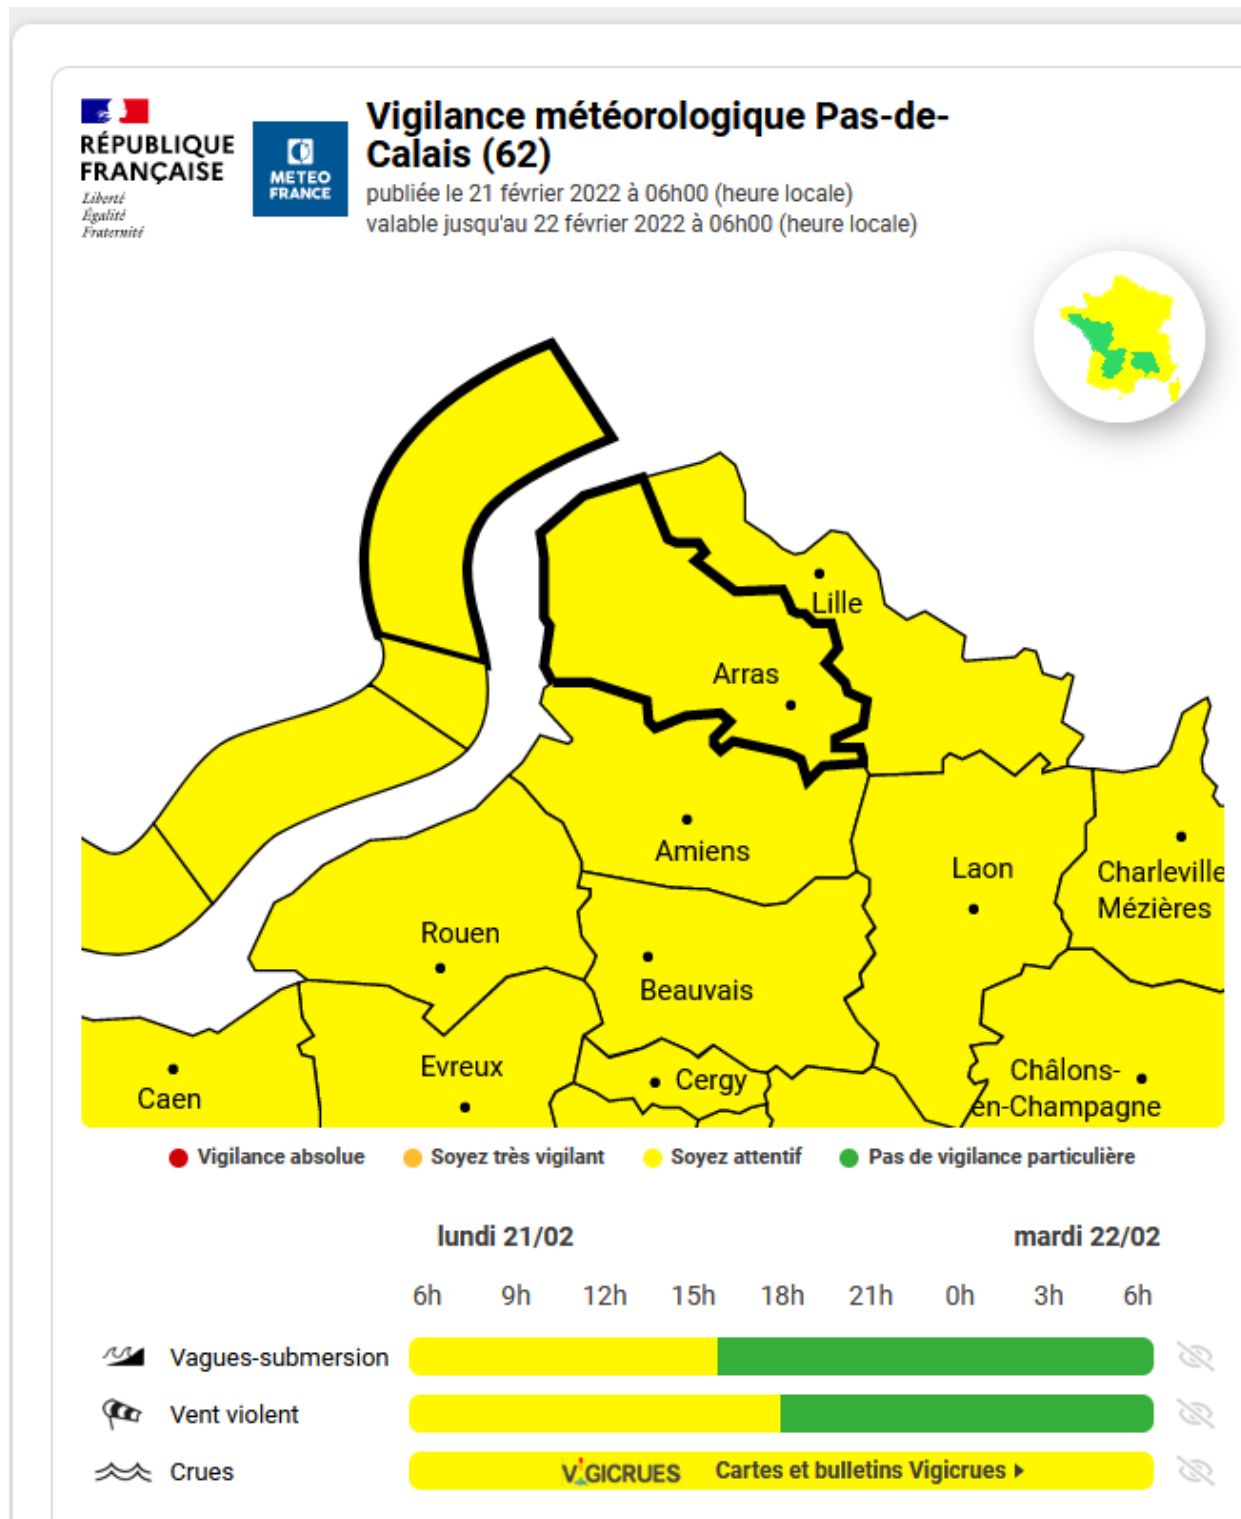 RÉPUBLIQUE
FRANÇAISE
Liberté
Égalité
Fraternité
METEO
FRANCE
Vigilance météorologique Pas-de-
Calais (62)
publiée le 21 février 2022 à 06h00 (heure locale)
valable jusqu'au 22 février 2022 à 06h00 (heure locale)
Lille
Arras
Amiens
Laon
Charleville
Mézières
Rouen
Beauvais
Evreux
Cergy
Châlons-
en-Champagne
Caen
Vigilance absolue
Soyez très vigilant
Soyez attentif
Pas de vigilance particulière
lundi 21/02
mardi 22/02
6h 9h 12h 15h 18h 21h 0h 3h 6h
Vagues-submersion
Vent violent
Crues
VIGICRUES
Cartes et bulletins Vigicrues